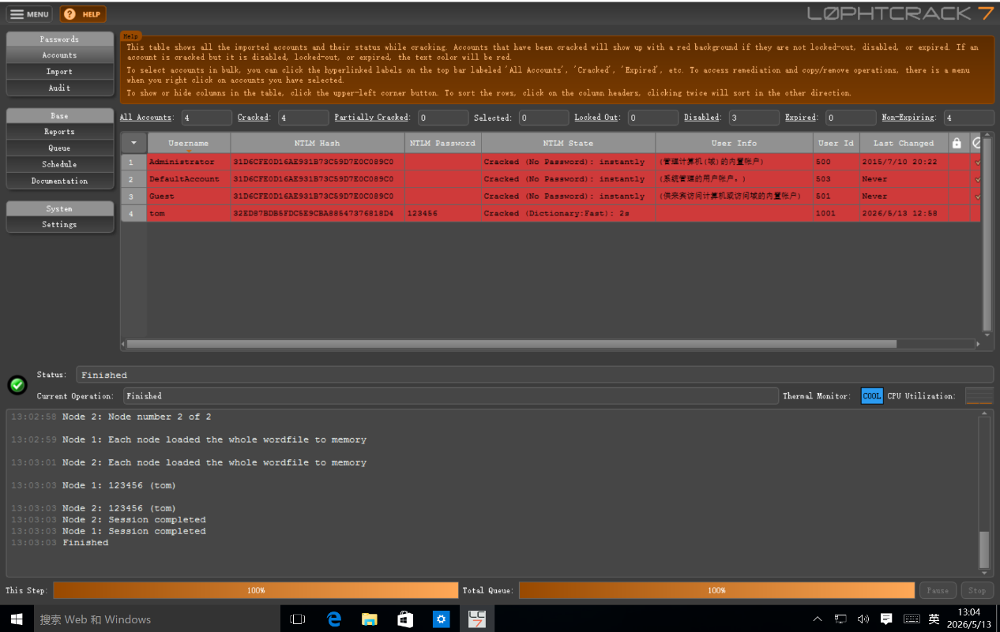 MENU
? HELP
LØPHTCRACK 7
Passwords
Accounts
Import
Audit
Base
Reports
Queue
Schedule
Documentation
System
Settings
Help
This table shows all the imported accounts and their status while cracking. Accounts that have been cracked will show up with a red background if they are not locked-out, disabled, or expired. If an
account is cracked but it is disabled, locked-out, or expired, the text color will be red.
To select accounts in bulk, you can click the hyperlinked labels on the top bar labeled 'All Accounts', 'Cracked', 'Expired', etc. To access remediation and copy/remove operations, there is a menu
when you right click on accounts you have selected.
To show or hide columns in the table, click the upper-left corner button. To sort the rows, click on the column headers, clicking twice will sort in the other direction.
All Accounts: 4 Cracked: 4 Partially Cracked: 0 Selected: 0 Locked Out: 0 Disabled: 3 Expired: 0 Non-Expiring: 4
Username NTLM Hash NTLM Password NTLM State User Info User Id Last Changed
1 Administrator 31D6CFE0D16AE931B73C59D7E0C089C0 Cracked (No Password): instantly (管理计算机(域)的内置帐户) 500 2015/7/10 20:22
2 DefaultAccount 31D6CFE0D16AE931B73C59D7E0C089C0 Cracked (No Password): instantly (系统管理的用户帐户。) 503 Never
3 Guest 31D6CFE0D16AE931B73C59D7E0C089C0 Cracked (No Password): instantly (供来宾访问计算机或访问域的内置帐户) 501 Never
4 tom 32ED87BDB5FDC5E9CBA88547376818D4 123456 Cracked (Dictionary:Fast): 2s 1001 2026/5/13 12:58
Status: Finished
Current Operation: Finished Thermal Monitor: COOL CPU Utilization:
13:02:58 Node 2: Node number 2 of 2
13:02:59 Node 1: Each node loaded the whole wordfile to memory
13:03:01 Node 2: Each node loaded the whole wordfile to memory
13:03:03 Node 1: 123456 (tom)
13:03:03 Node 2: 123456 (tom)
13:03:03 Node 2: Session completed
13:03:03 Node 1: Session completed
13:03:03 Finished
This Step: 100% Total Queue: 100% Pause Stop
搜索 Web 和 Windows
LC 7
英
13:04
2026/5/13